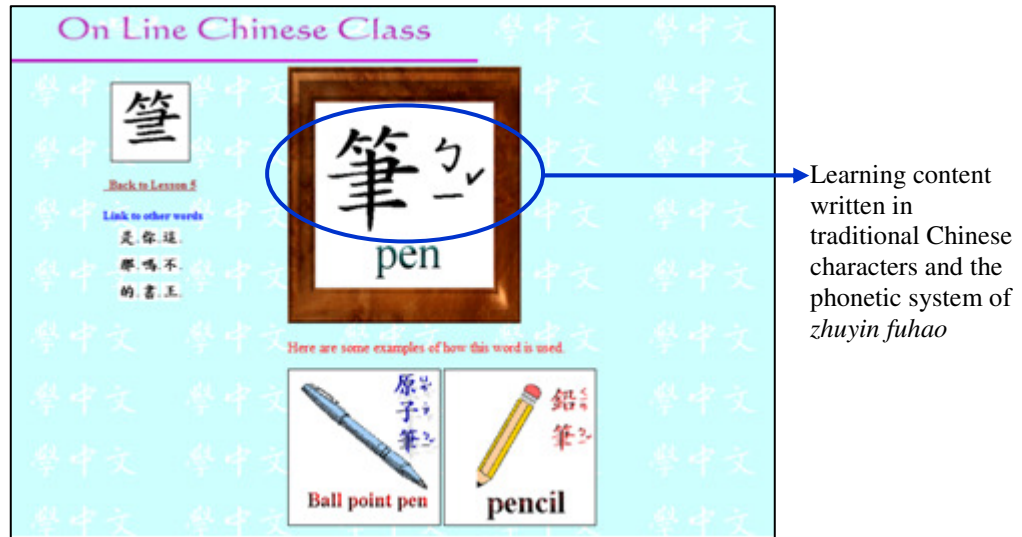 On Line Chinese Class
筆
ㄅㄧˇ
pen
Back to Lesson 5
Link to other words
是.你.這.
那.嗎.不.
的.書.王.
Here are some examples of how this word is used.
原子筆
Ball point pen
鉛筆
pencil
Learning content
written in
traditional Chinese
characters and the
phonetic system of
zhuyin fuhao
學中文